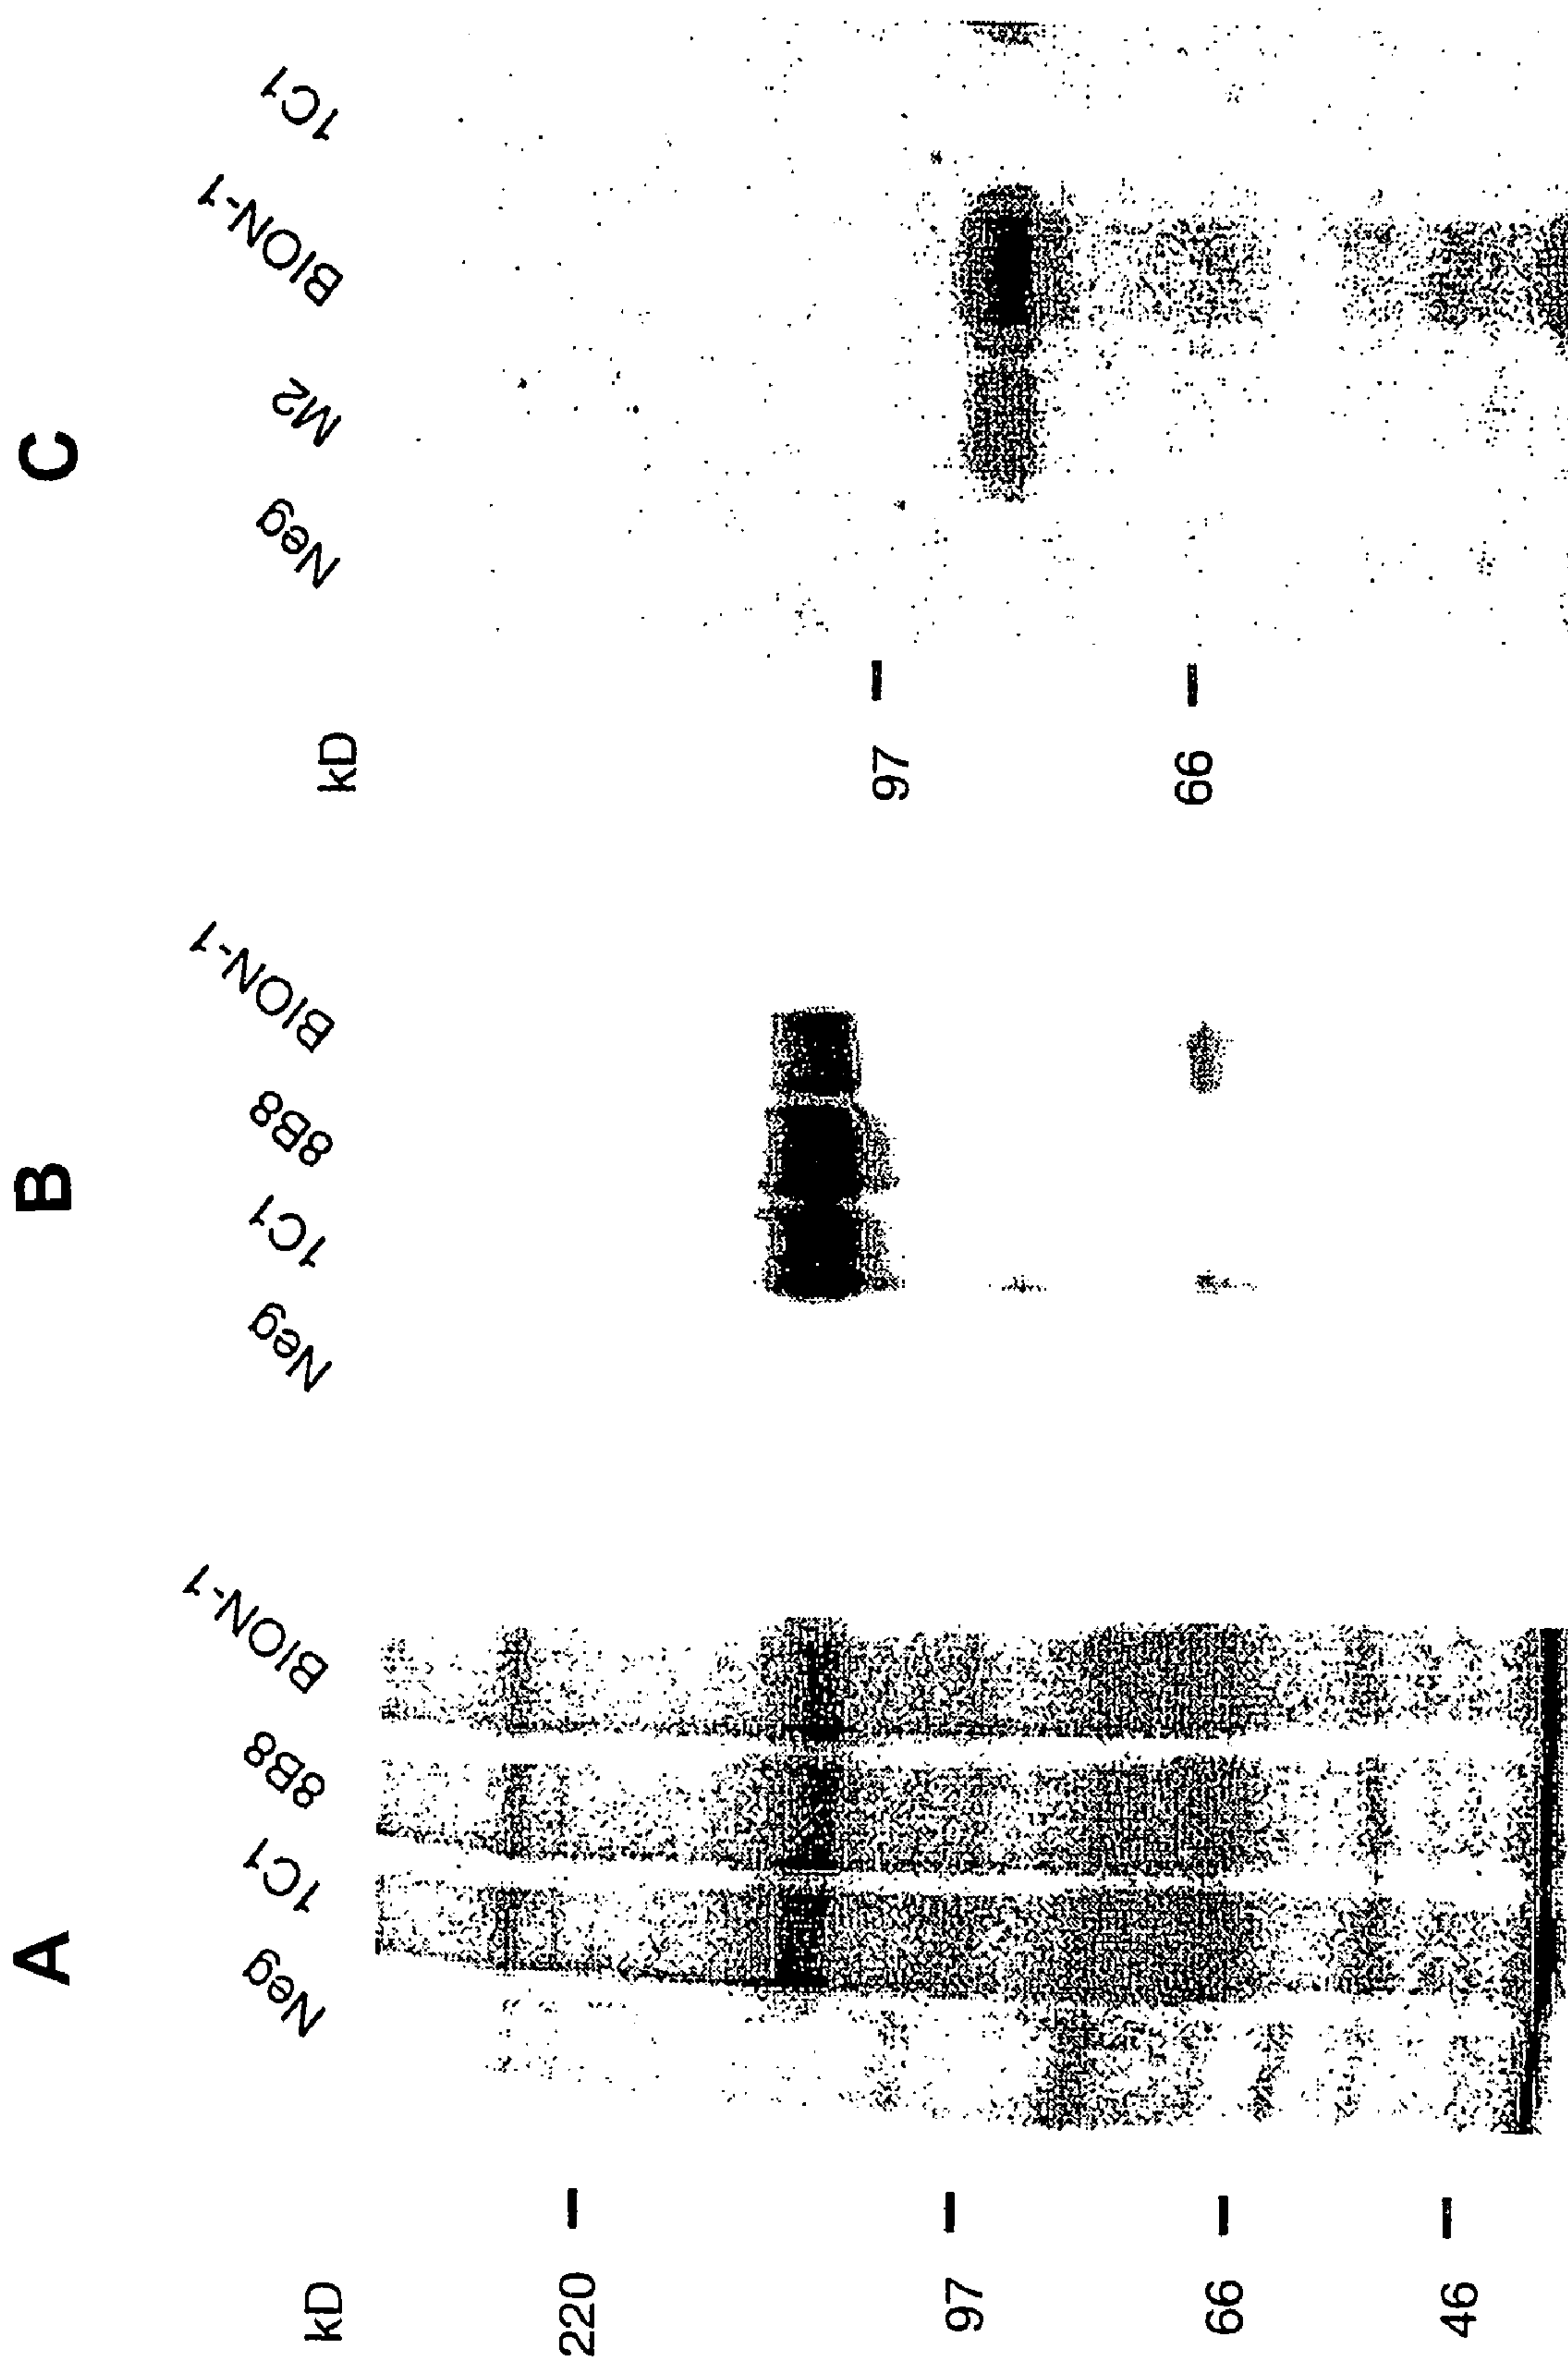 A
kD
Neg 1C1 8B8 BION-1
220
97
66
46
B
Neg 1C1 8B8 BION-1
C
kD
Neg M2 BION-1 1C1
97
66